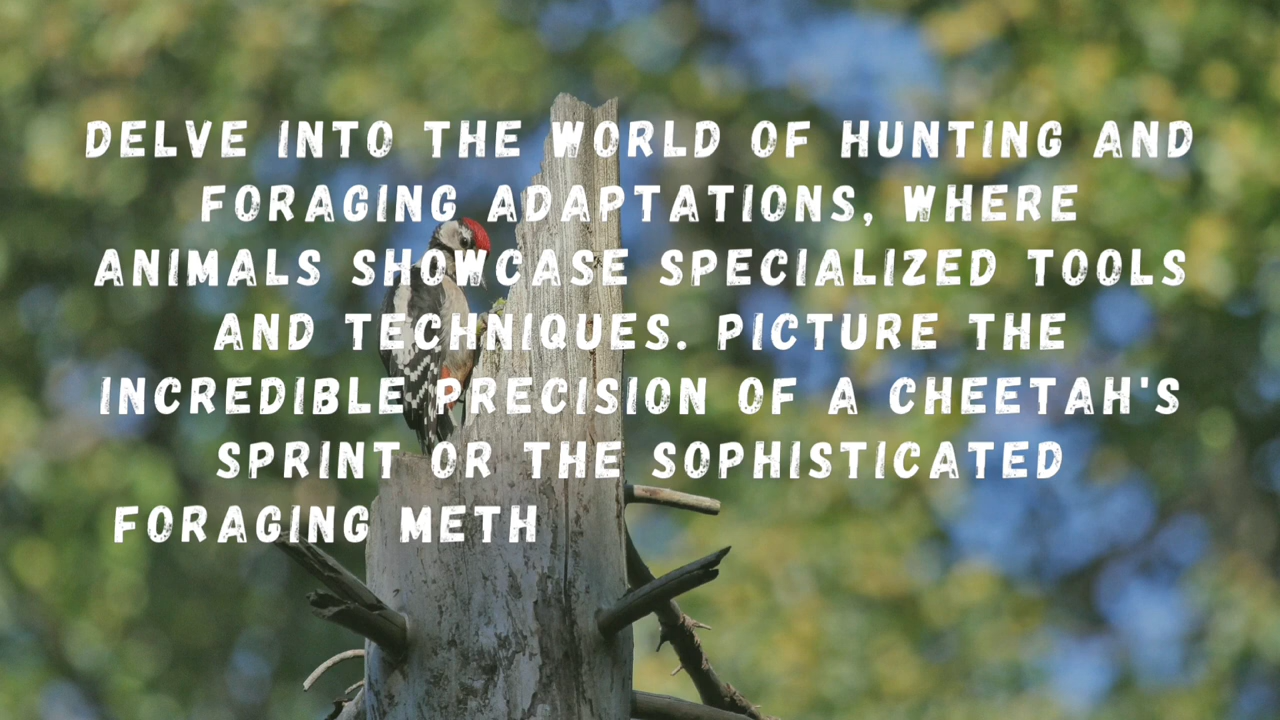 DELVE INTO THE WORLD OF HUNTING AND
FORAGING ADAPTATIONS, WHERE
ANIMALS SHOWCASE SPECIALIZED TOOLS
AND TECHNIQUES. PICTURE THE
INCREDIBLE PRECISION OF A CHEETAH'S
SPRINT OR THE SOPHISTICATED
FORAGING METH